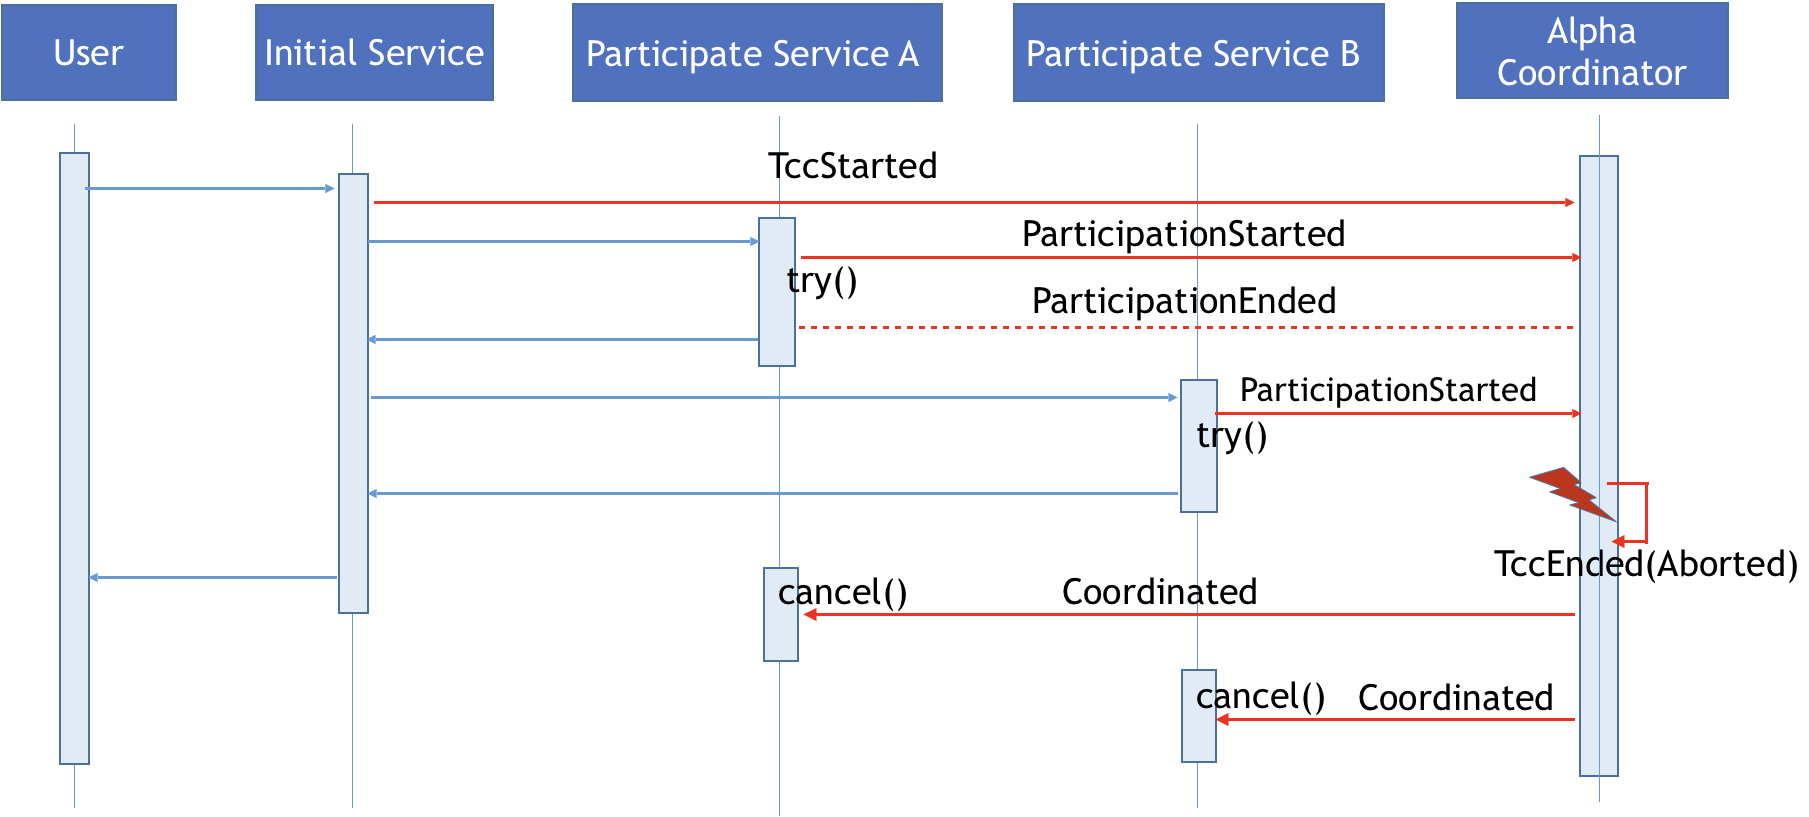 User
Initial Service
Participate Service A
Participate Service B
Alpha
Coordinator
TccStarted
ParticipationStarted
try()
ParticipationEnded
ParticipationStarted
try()
TccEnded(Aborted)
cancel()
Coordinated
cancel()
Coordinated